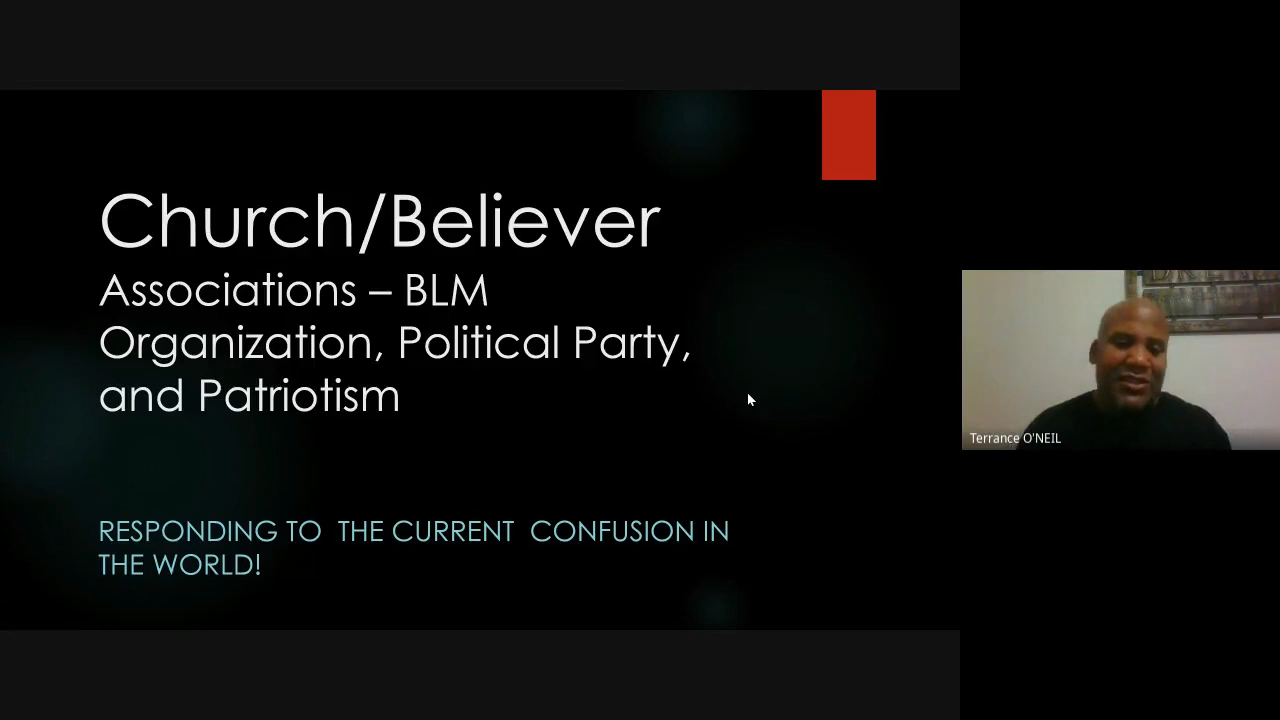 Church/Believer
Associations – BLM
Organization, Political Party,
and Patriotism
RESPONDING TO  THE CURRENT  CONFUSION IN
THE WORLD!
Terrance O'NEIL